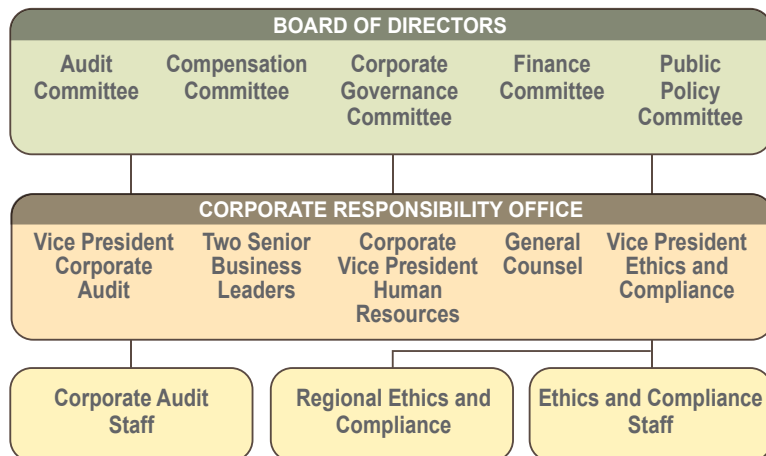 BOARD OF DIRECTORS
Audit
Committee
Compensation
Committee
Corporate
Governance
Committee
Finance
Committee
Public
Policy
Committee
CORPORATE RESPONSIBILITY OFFICE
Vice President
Corporate
Audit
Two Senior
Business
Leaders
Corporate
Vice President
Human
Resources
General
Counsel
Vice President
Ethics and
Compliance
Corporate Audit
Staff
Regional Ethics and
Compliance
Ethics and Compliance
Staff